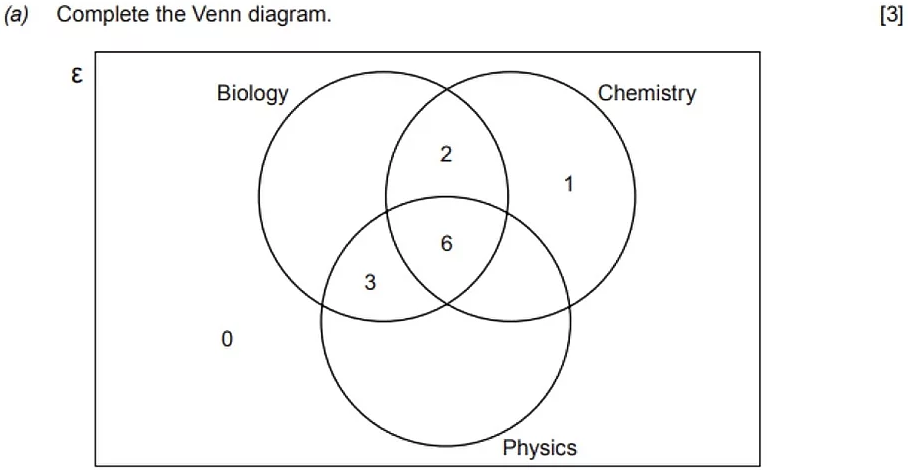 (a) Complete the Venn diagram. [3]
ε
Biology Chemistry
2
1
6
3
0
Physics